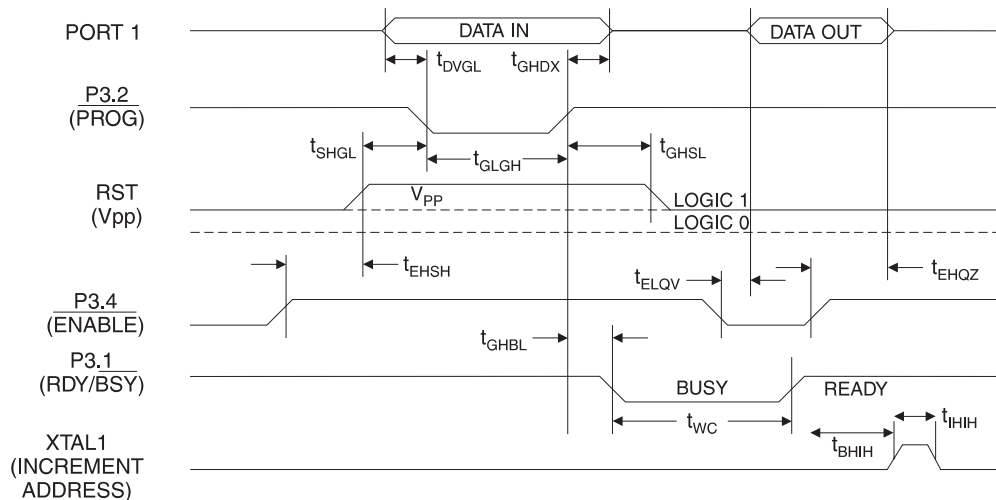 PORT 1
DATA IN
DATA OUT
tDVGL
tGHDX
P3.2
(PROG)
tSHGL
tGLGH
tGHSL
RST
(Vpp)
VPP
LOGIC 1
LOGIC 0
tEHSH
tELQV
tEHQZ
P3.4
(ENABLE)
tGHBL
P3.1
(RDY/BSY)
BUSY
READY
tWC
tIHIH
tBHIH
XTAL1
(INCREMENT
ADDRESS)